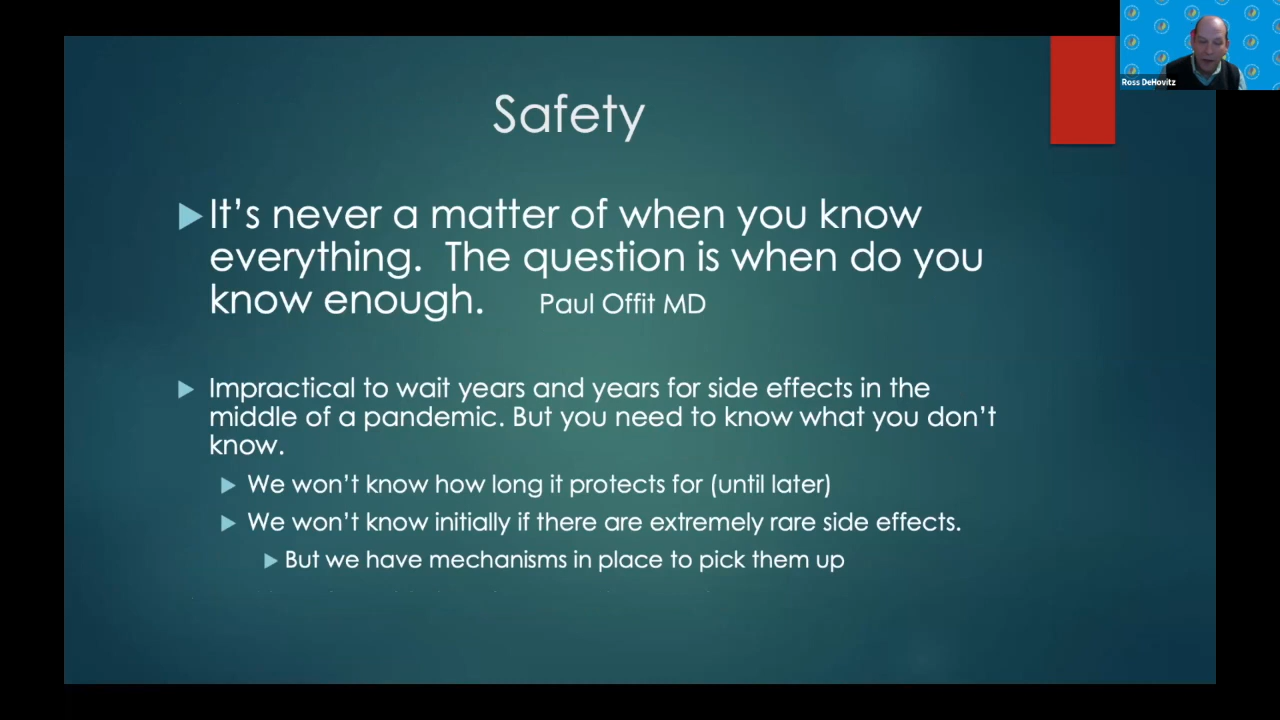 Ross DeHovitz
Safety
It’s never a matter of when you know
everything. The question is when do you
know enough. Paul Offit MD
Impractical to wait years and years for side effects in the
middle of a pandemic. But you need to know what you don’t
know.
We won’t know how long it protects for (until later)
We won’t know initially if there are extremely rare side effects.
But we have mechanisms in place to pick them up